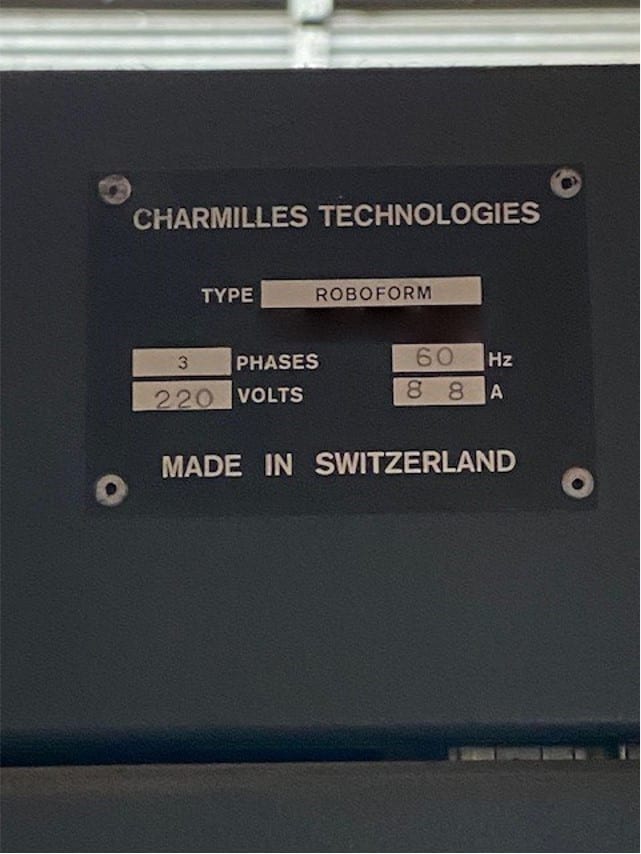 CHARMILLES TECHNOLOGIES
TYPE ROBOFORM
3 PHASES 60 Hz
220 VOLTS 8 8 A
MADE IN SWITZERLAND